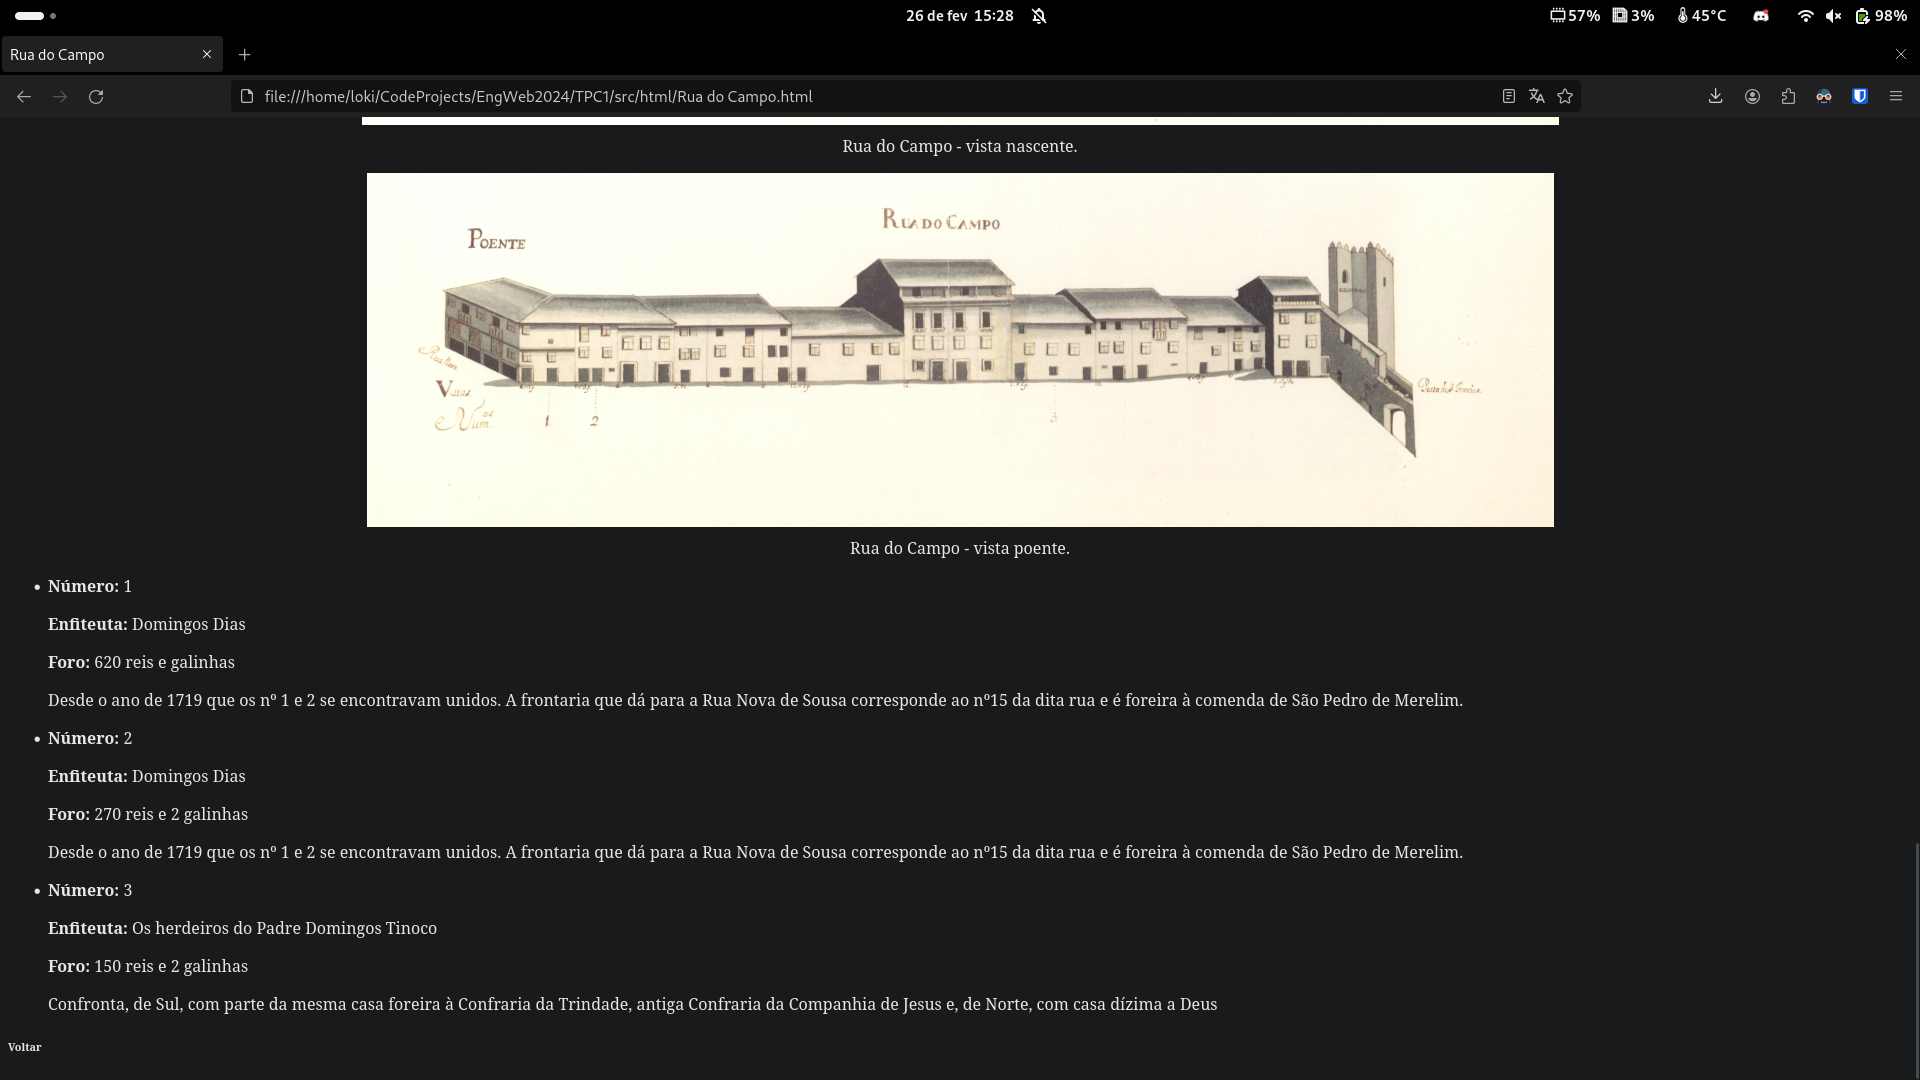 26 de fev 15:28
57% 3% 45°C 98%
Rua do Campo
file:///home/loki/CodeProjects/EngWeb2024/TPC1/src/html/Rua do Campo.html
Rua do Campo - vista nascente.
RUA DO CAMPO
POENTE
Varas
Num.os
1 2 3
Rua do Campo - vista poente.
• Número: 1
Enfiteuta: Domingos Dias
Foro: 620 reis e galinhas
Desde o ano de 1719 que os nº 1 e 2 se encontravam unidos. A frontaria que dá para a Rua Nova de Sousa corresponde ao nº15 da dita rua e é foreira à comenda de São Pedro de Merelim.
• Número: 2
Enfiteuta: Domingos Dias
Foro: 270 reis e 2 galinhas
Desde o ano de 1719 que os nº 1 e 2 se encontravam unidos. A frontaria que dá para a Rua Nova de Sousa corresponde ao nº15 da dita rua e é foreira à comenda de São Pedro de Merelim.
• Número: 3
Enfiteuta: Os herdeiros do Padre Domingos Tinoco
Foro: 150 reis e 2 galinhas
Confronta, de Sul, com parte da mesma casa foreira à Confraria da Trindade, antiga Confraria da Companhia de Jesus e, de Norte, com casa dízima a Deus
Voltar